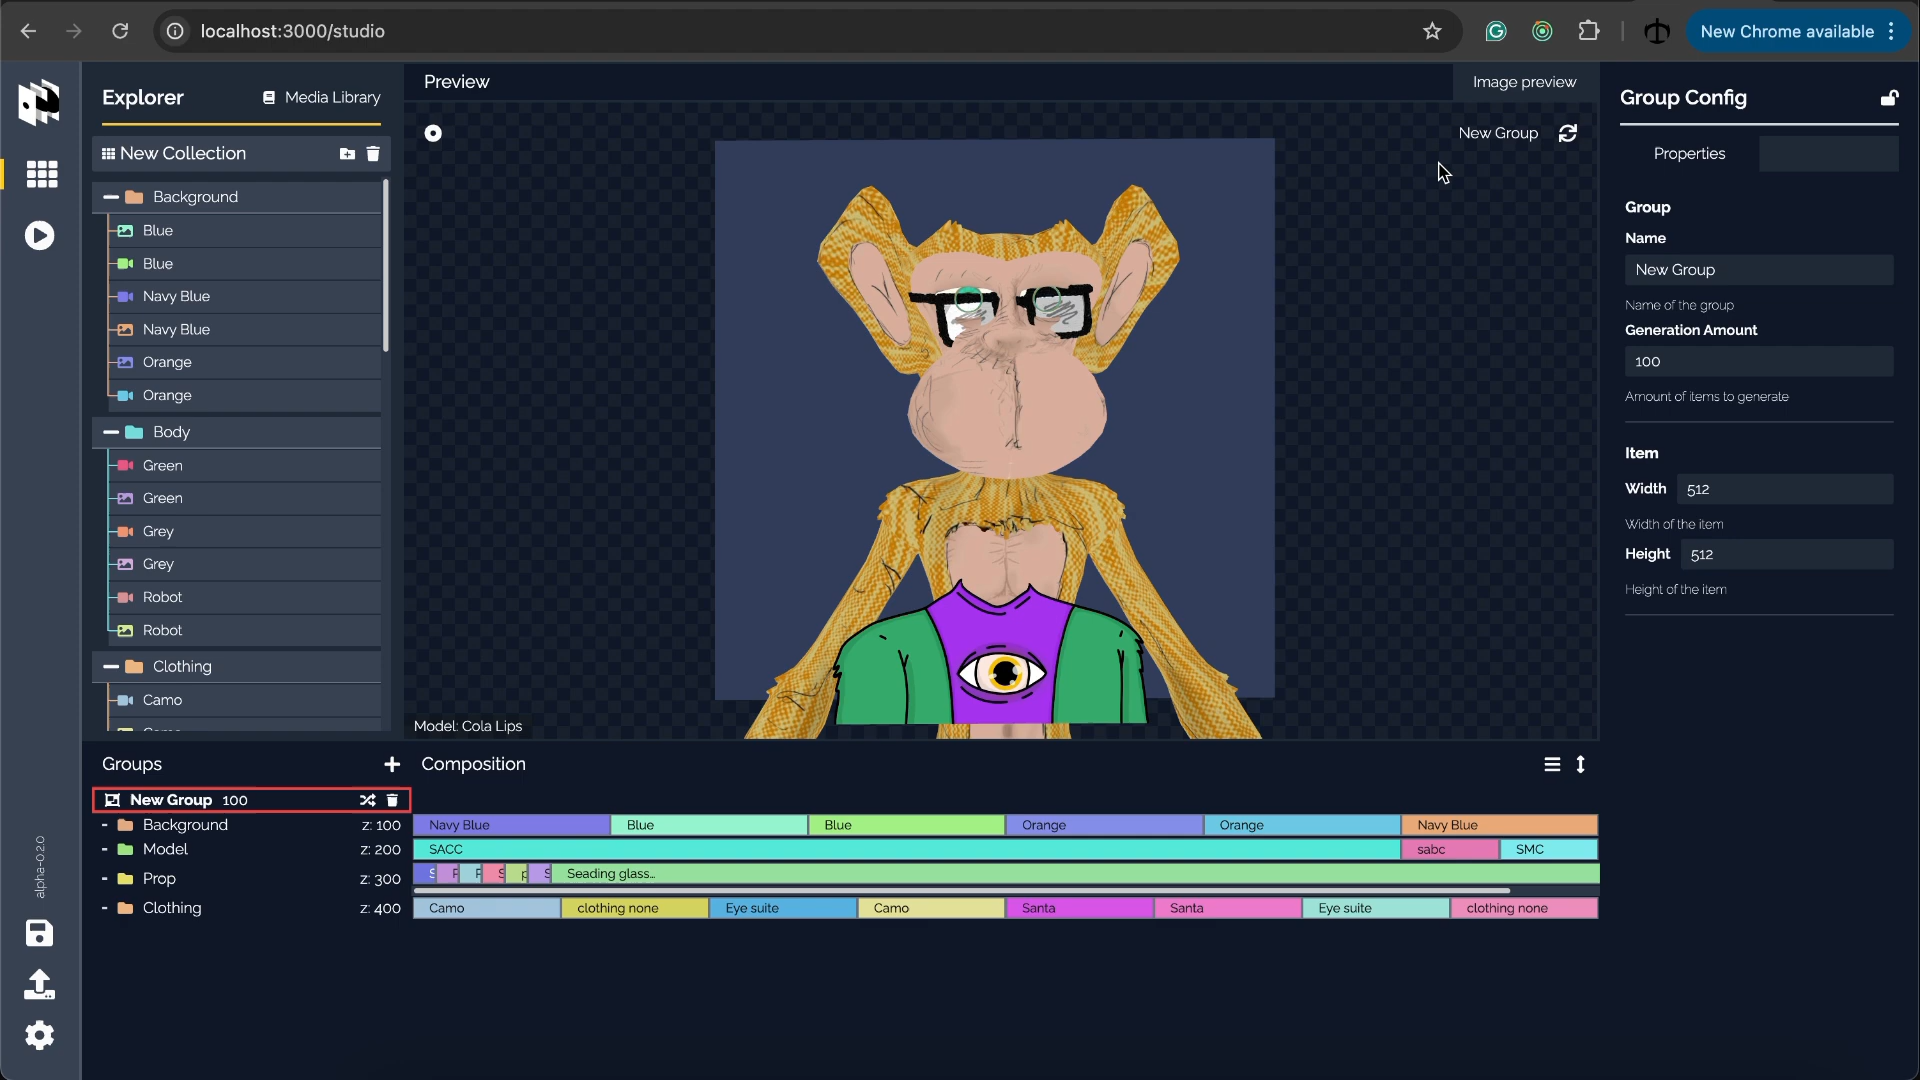 localhost:3000/studio
New Chrome available
Explorer
Media Library
New Collection
Background
Blue
Blue
Navy Blue
Navy Blue
Orange
Orange
Body
Green
Green
Grey
Grey
Robot
Robot
Clothing
Camo
Preview
Image preview
New Group
Model: Cola Lips
Group Config
Properties
Group
Name
New Group
Name of the group
Generation Amount
100
Amount of items to generate
Item
Width 512
Width of the item
Height 512
Height of the item
Groups
Composition
New Group 100
Background z: 100 Navy Blue Blue Blue Orange Orange Navy Blue
Model z: 200 SACC sabc SMC
Prop z: 300 Seading glass...
Clothing z: 400 Camo clothing none Eye suite Camo Santa Santa Eye suite clothing none
alpha-0.2.0